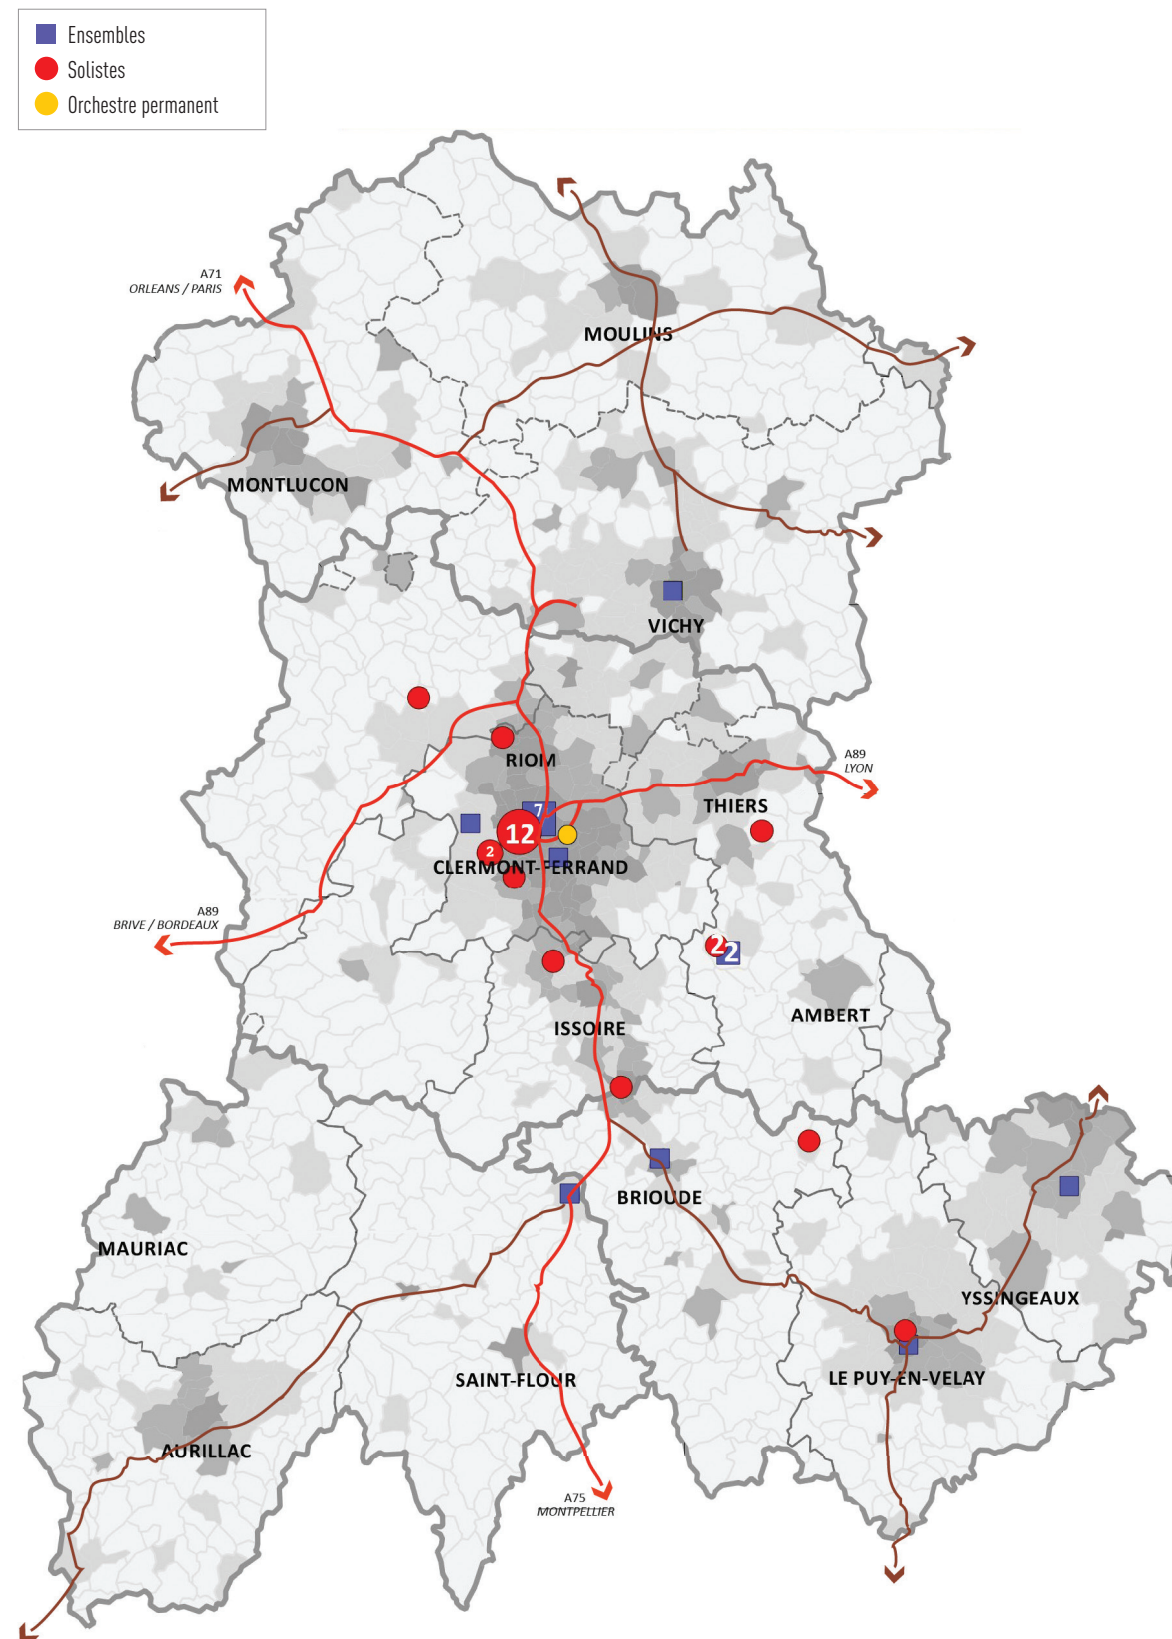 Ensembles
Solistes
Orchestre permanent
A71
ORLEANS / PARIS
MOULINS
MONTLUCON
VICHY
RIOM
A89
LYON
THIERS
7
12
2
CLERMONT-FERRAND
A89
BRIVE / BORDEAUX
2
2
AMBERT
ISSOIRE
BRIOUDE
MAURIAC
YSSINGEAUX
SAINT-FLOUR
LE PUY-EN-VELAY
AURILLAC
A75
MONTPELLIER